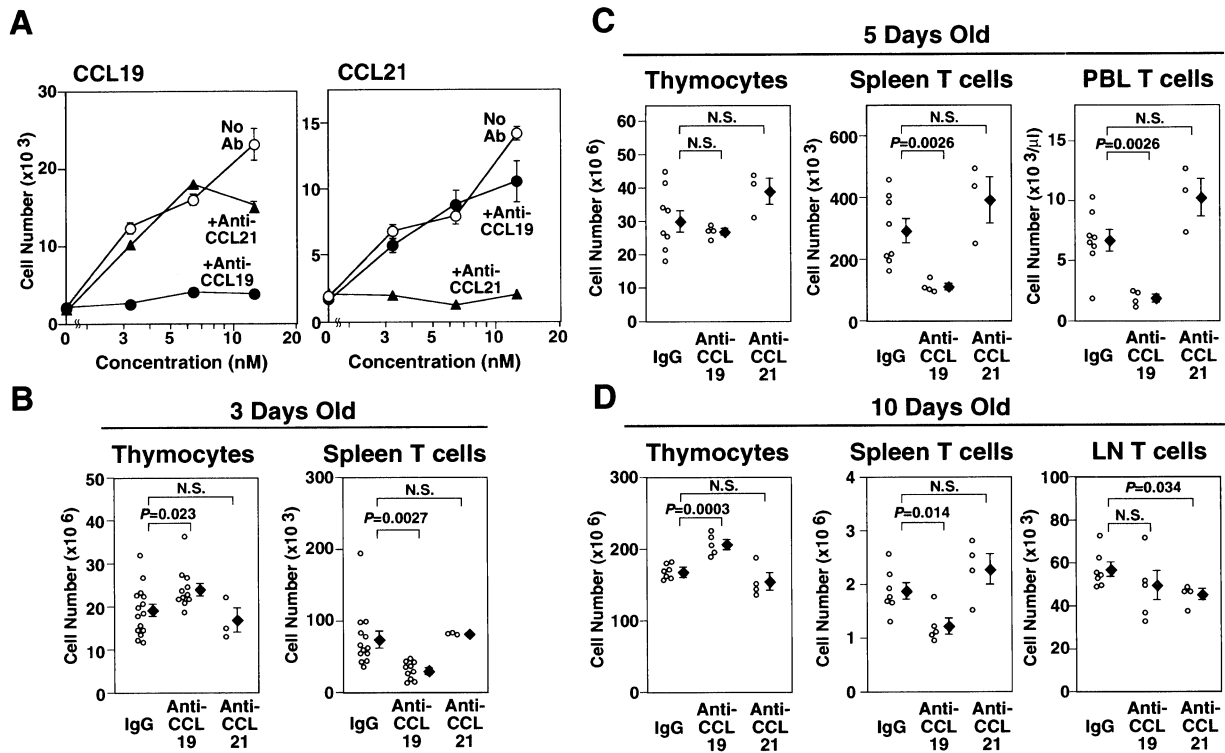 A
CCL19
Cell Number (x10 3)
30
20
10
0
No
Ab
+Anti-
CCL21
+Anti-
CCL19
0
3
5
10
20
Concentration (nM)
CCL21
15
10
5
0
No
Ab
+Anti-
CCL19
+Anti-
CCL21
0
3
5
10
20
Concentration (nM)
C
5 Days Old
Thymocytes
Cell Number (x10 6)
60
50
40
30
20
10
0
N.S.
N.S.
IgG
Anti-
CCL
19
Anti-
CCL
21
Spleen T cells
Cell Number (x10 3)
600
400
200
0
N.S.
P=0.0026
IgG
Anti-
CCL
19
Anti-
CCL
21
PBL T cells
Cell Number (x10 3/µl)
15
10
5
0
N.S.
P=0.0026
IgG
Anti-
CCL
19
Anti-
CCL
21
B
3 Days Old
Thymocytes
Cell Number (x10 6)
50
40
30
20
10
0
N.S.
P=0.023
IgG
Anti-
CCL
19
Anti-
CCL
21
Spleen T cells
Cell Number (x10 3)
300
200
100
0
N.S.
P=0.0027
IgG
Anti-
CCL
19
Anti-
CCL
21
D
10 Days Old
Thymocytes
Cell Number (x10 6)
300
200
100
0
N.S.
P=0.0003
IgG
Anti-
CCL
19
Anti-
CCL
21
Spleen T cells
Cell Number (x10 6)
4
3
2
1
0
N.S.
P=0.014
IgG
Anti-
CCL
19
Anti-
CCL
21
LN T cells
Cell Number (x10 3)
100
80
60
40
20
0
P=0.034
N.S.
IgG
Anti-
CCL
19
Anti-
CCL
21